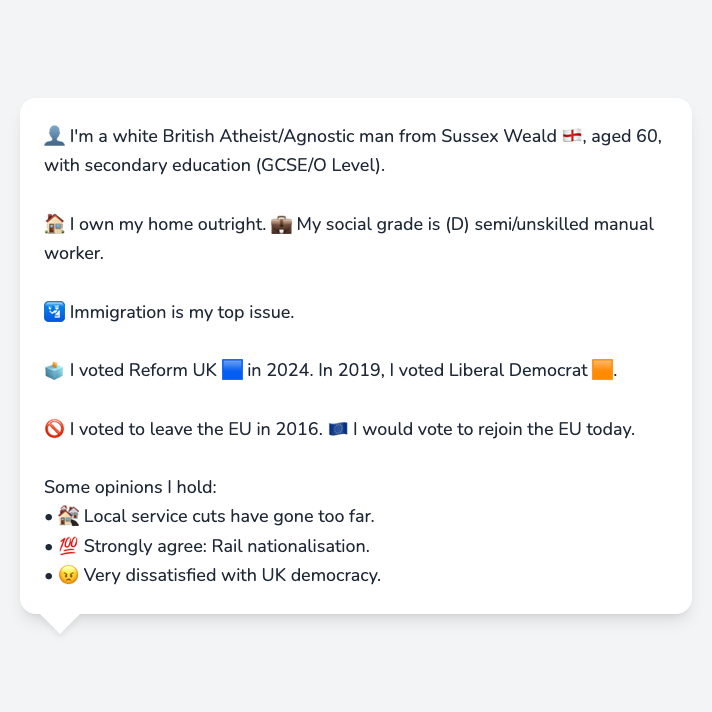 👤 I'm a white British Atheist/Agnostic man from Sussex Weald 🏴󠁧󠁢󠁥󠁮󠁧󠁿, aged 60,
with secondary education (GCSE/O Level).
🏠 I own my home outright. 💼 My social grade is (D) semi/unskilled manual
worker.
🛂 Immigration is my top issue.
🗳️ I voted Reform UK 🟦 in 2024. In 2019, I voted Liberal Democrat 🟧.
🚫 I voted to leave the EU in 2016. 🇪🇺 I would vote to rejoin the EU today.
Some opinions I hold:
• 🏚️ Local service cuts have gone too far.
• 💯 Strongly agree: Rail nationalisation.
• 😠 Very dissatisfied with UK democracy.